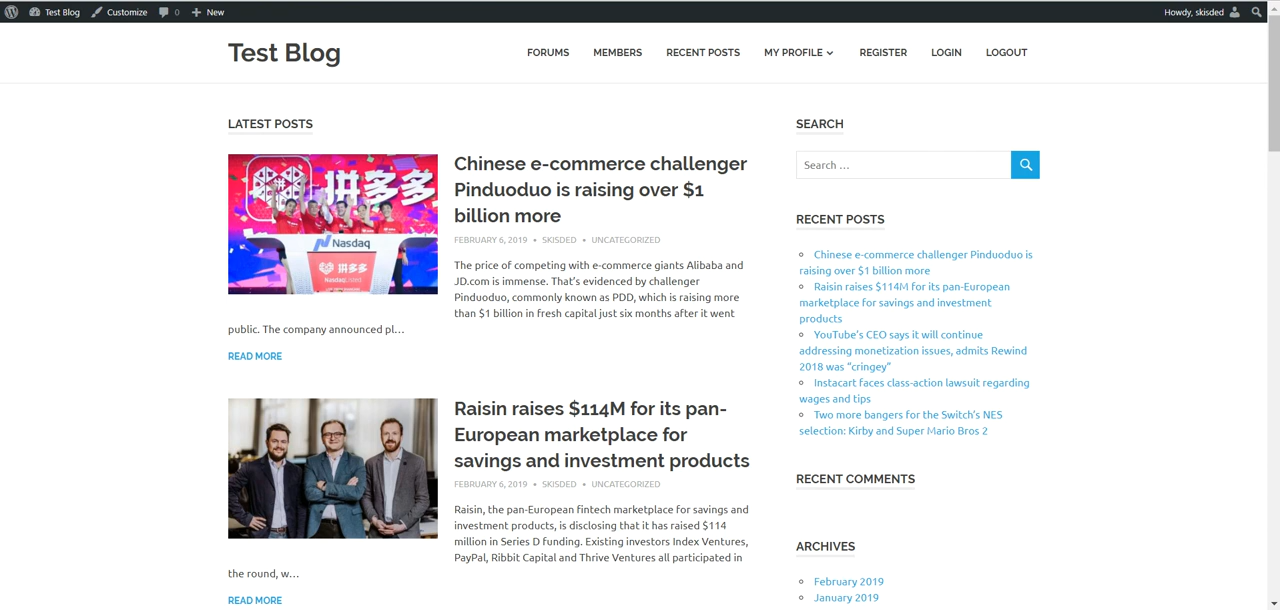 Test Blog Customize 0 New Howdy, skisded
Test Blog
FORUMS MEMBERS RECENT POSTS MY PROFILE REGISTER LOGIN LOGOUT
LATEST POSTS
拼多多
Nasdaq
拼多多
Chinese e-commerce challenger
Pinduoduo is raising over $1
billion more
FEBRUARY 6, 2019 • SKISDED • UNCATEGORIZED
The price of competing with e-commerce giants Alibaba and
JD.com is immense. That’s evidenced by challenger
Pinduoduo, commonly known as PDD, which is raising more
than $1 billion in fresh capital just six months after it went
public. The company announced pl…
READ MORE
Raisin raises $114M for its pan-
European marketplace for
savings and investment products
FEBRUARY 6, 2019 • SKISDED • UNCATEGORIZED
Raisin, the pan-European fintech marketplace for savings and
investment products, is disclosing that it has raised $114
million in Series D funding. Existing investors Index Ventures,
PayPal, Ribbit Capital and Thrive Ventures all participated in
the round, w…
READ MORE
SEARCH
Search …
RECENT POSTS
Chinese e-commerce challenger Pinduoduo is
raising over $1 billion more
Raisin raises $114M for its pan-European
marketplace for savings and investment
products
YouTube’s CEO says it will continue
addressing monetization issues, admits Rewind
2018 was “cringey”
Instacart faces class-action lawsuit regarding
wages and tips
Two more bangers for the Switch’s NES
selection: Kirby and Super Mario Bros 2
RECENT COMMENTS
ARCHIVES
February 2019
January 2019